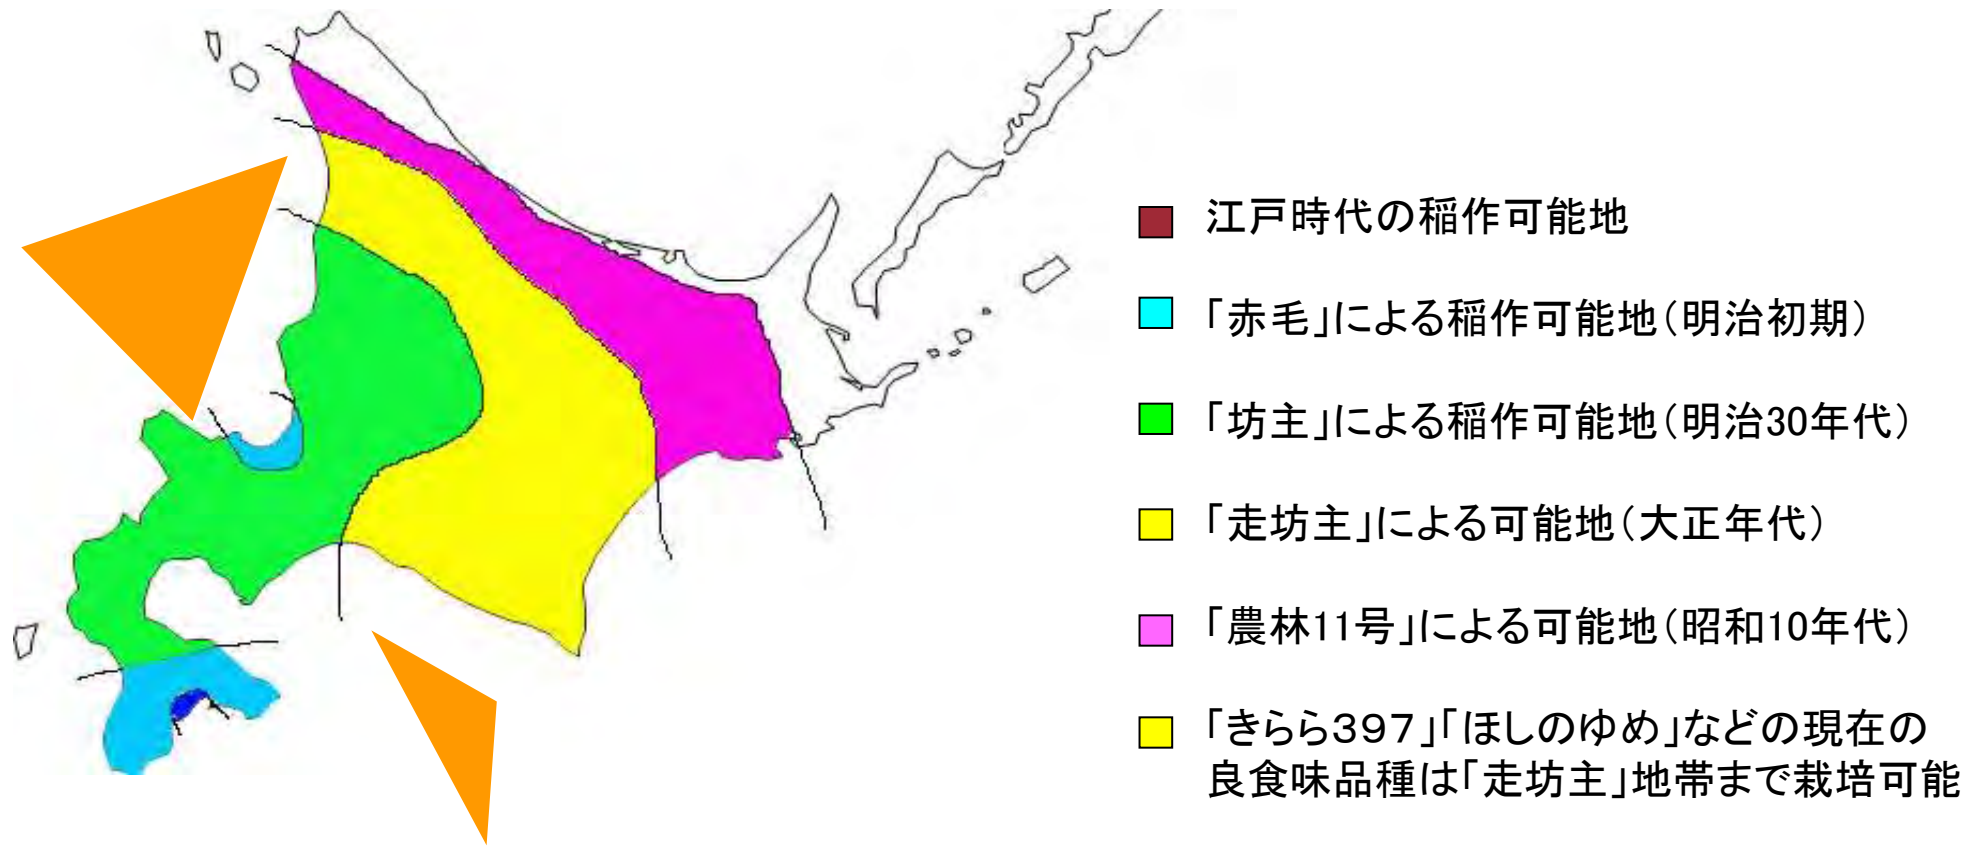 江戸時代の稲作可能地
「赤毛」による稲作可能地（明治初期）
「坊主」による稲作可能地（明治30年代）
「走坊主」による可能地（大正年代）
「農林11号」による可能地（昭和10年代）
「きらら３９７」「ほしのゆめ」などの現在の
良食味品種は「走坊主」地帯まで栽培可能